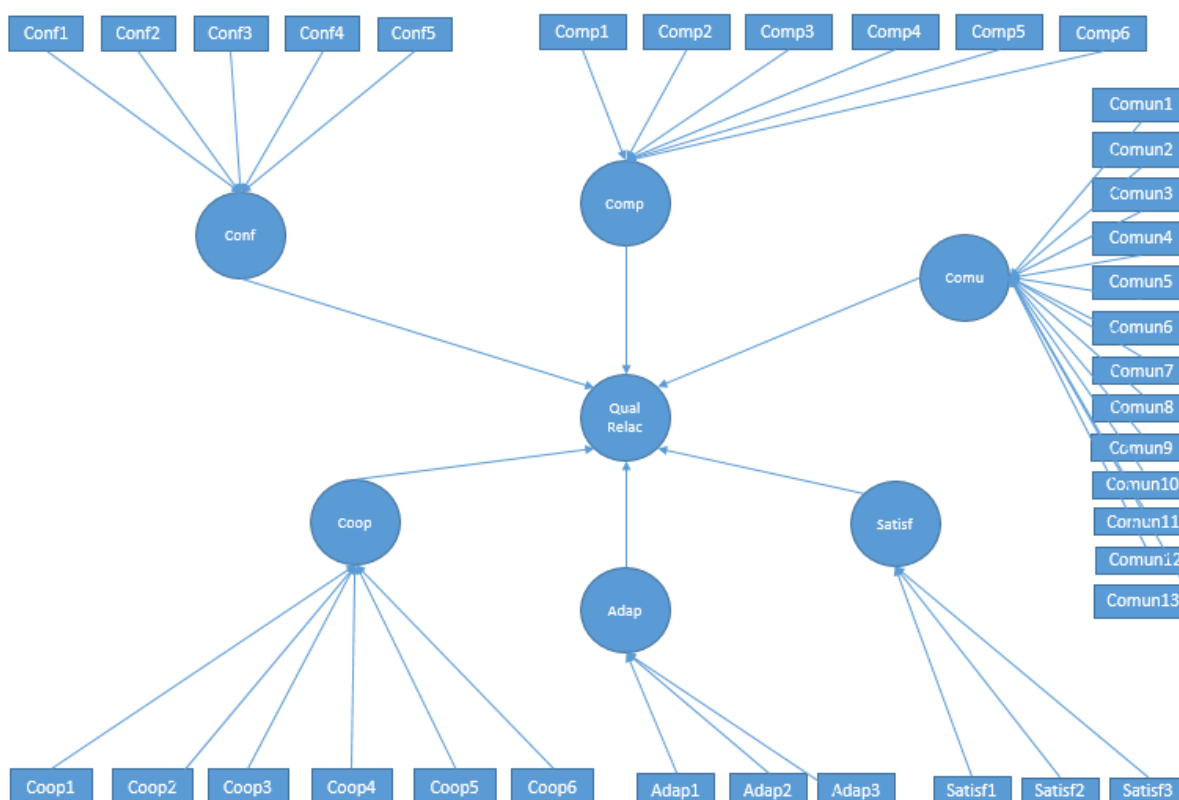 Conf1 Conf2 Conf3 Conf4 Conf5
Comp1 Comp2 Comp3 Comp4 Comp5 Comp6
Comun1
Comun2
Comun3
Comun4
Comun5
Comun6
Comun7
Comun8
Comun9
Comun10
Comun11
Comun12
Comun13
Conf
Comp
Comu
Qual
Relac
Coop
Adap
Satisf
Coop1 Coop2 Coop3 Coop4 Coop5 Coop6
Adap1 Adap2 Adap3
Satisf1 Satisf2 Satisf3